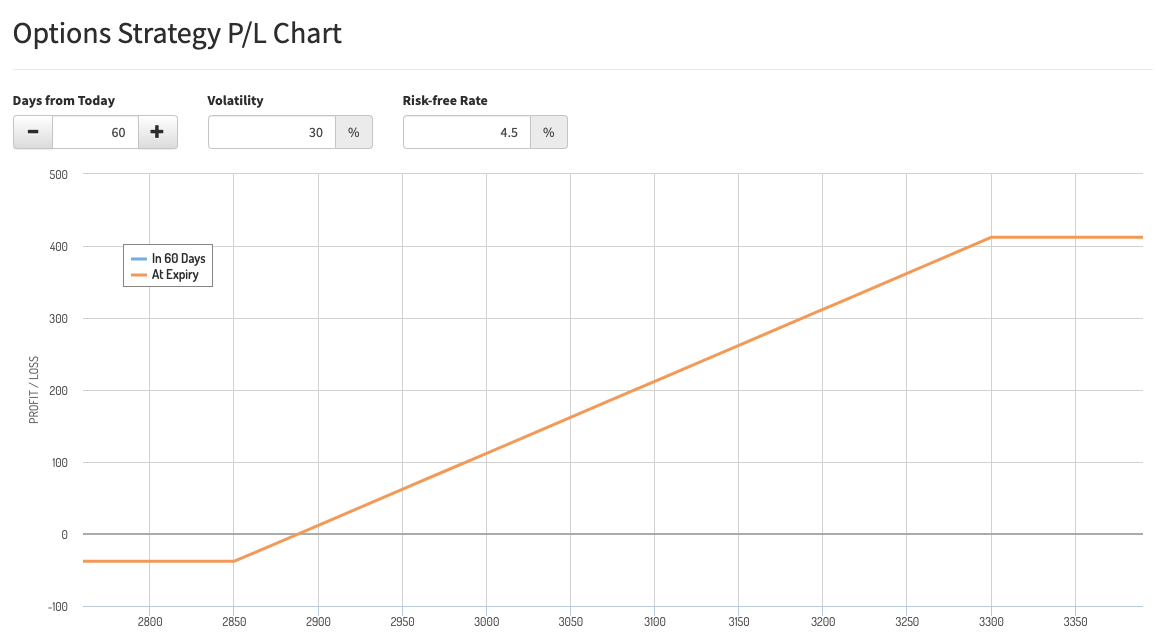 Options Strategy P/L Chart
Days from Today Volatility Risk-free Rate
60 30 % 4.5 %
500
400
300
200
100
0
-100
In 60 Days
At Expiry
PROFIT / LOSS
2800 2850 2900 2950 3000 3050 3100 3150 3200 3250 3300 3350